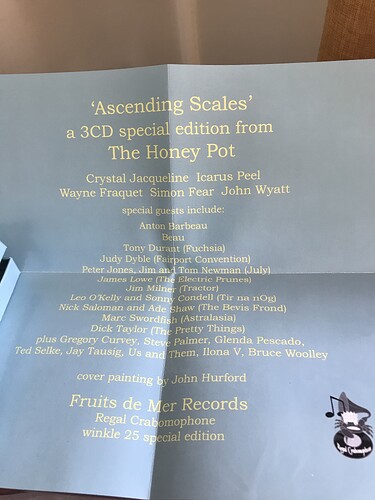 'Ascending Scales'
a 3CD special edition from
The Honey Pot
Crystal Jacqueline Icarus Peel
Wayne Fraquet Simon Fear John Wyatt
special guests include:
Anton Barbeau
Beau
Tony Durant (Fuchsia)
Judy Dyble (Fairport Convention)
Peter Jones, Jim and Tom Newman (July)
James Lowe (The Electric Prunes)
Jim Milner (Tractor)
Leo O'Kelly and Sonny Condell (Tir na nOg)
Nick Saloman and Ade Shaw (The Bevis Frond)
Marc Swordfish (Astralasia)
Dick Taylor (The Pretty Things)
plus Gregory Curvey, Steve Palmer, Glenda Pescado,
Ted Selke, Jay Tausig, Us and Them, Ilona V, Bruce Woolley
cover painting by John Hurford
Fruits de Mer Records
Regal Crabomophone
winkle 25 special edition
Regal Crabomophone